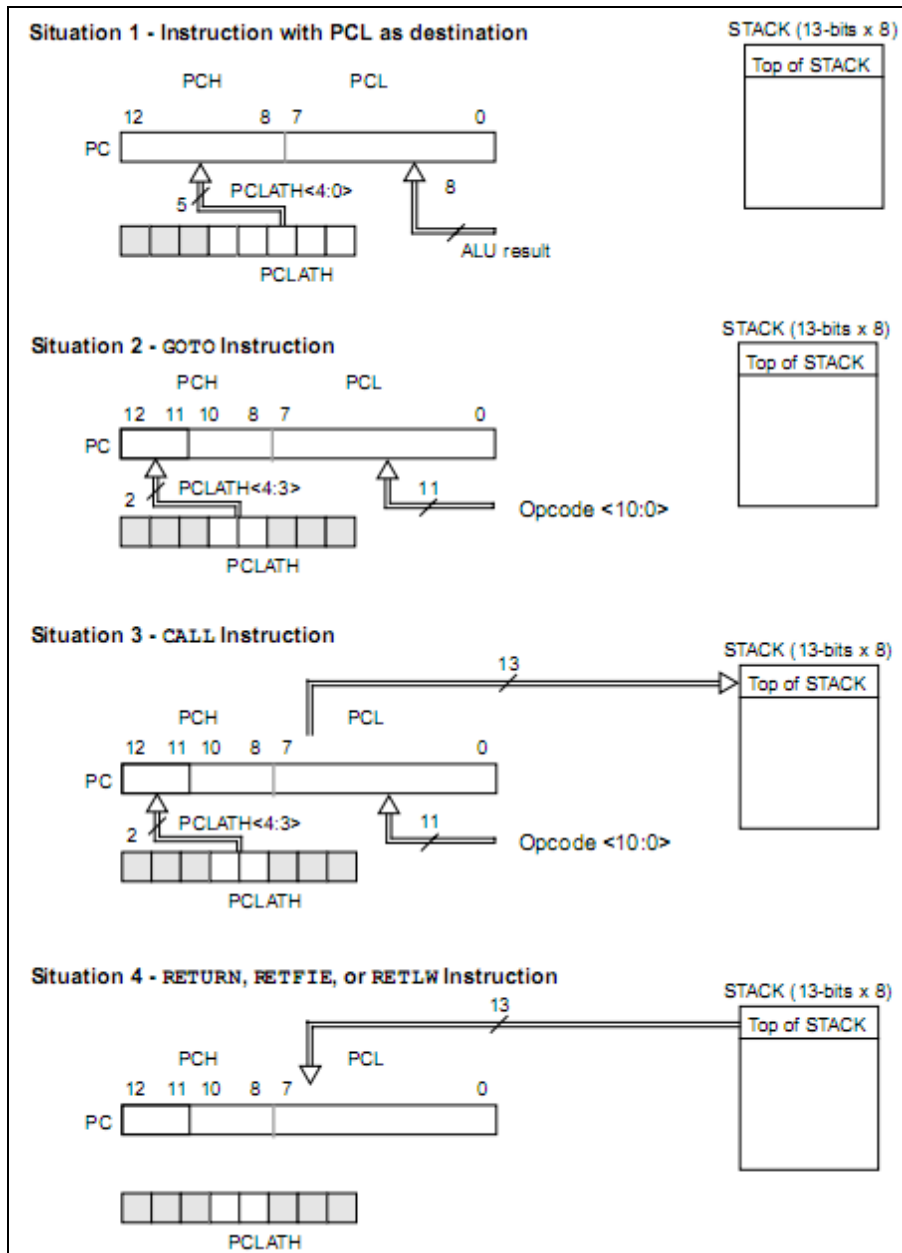 Situation 1 - Instruction with PCL as destination
STACK (13-bits x 8)
Top of STACK
PCH PCL
12 8 7 0
PC
5 PCLATH<4:0> 8
ALU result
PCLATH
Situation 2 - GOTO Instruction
STACK (13-bits x 8)
Top of STACK
PCH PCL
12 11 10 8 7 0
PC
2 PCLATH<4:3> 11
Opcode <10:0>
PCLATH
Situation 3 - CALL Instruction
STACK (13-bits x 8)
13
Top of STACK
PCH PCL
12 11 10 8 7 0
PC
2 PCLATH<4:3> 11
Opcode <10:0>
PCLATH
Situation 4 - RETURN, RETFIE, or RETLW Instruction
STACK (13-bits x 8)
13
Top of STACK
PCH PCL
12 11 10 8 7 0
PC
PCLATH